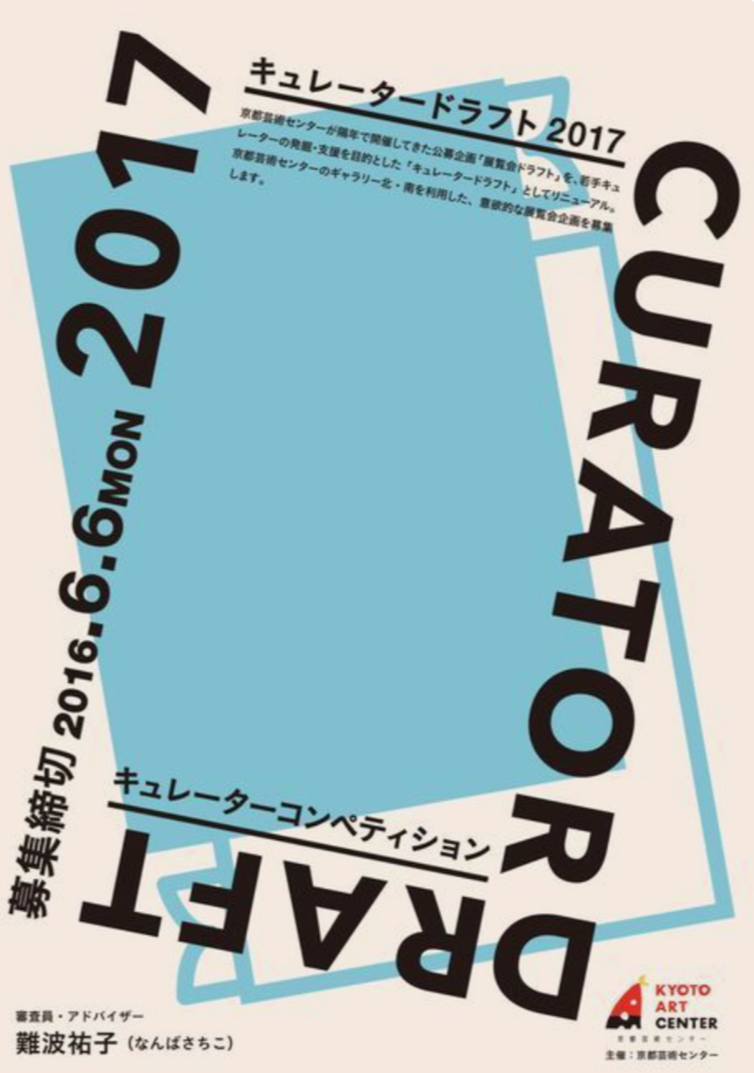 キュレータードラフト 2017
京都芸術センターが隔年で開催してきた公募企画「展覧会ドラフト」を、若手キュ
レーターの発掘・支援を目的とした「キュレータードラフト」としてリニューアル。
京都芸術センターのギャラリー北・南を利用した、意欲的な展覧会企画を募集
します。
CURATOR
DRAFT
2017
募集締切 2016.6.6MON
キュレーターコンペティション
審査員・アドバイザー
難波祐子（なんばさちこ）
KYOTO
ART
CENTER
京都芸術センター
主催：京都芸術センター